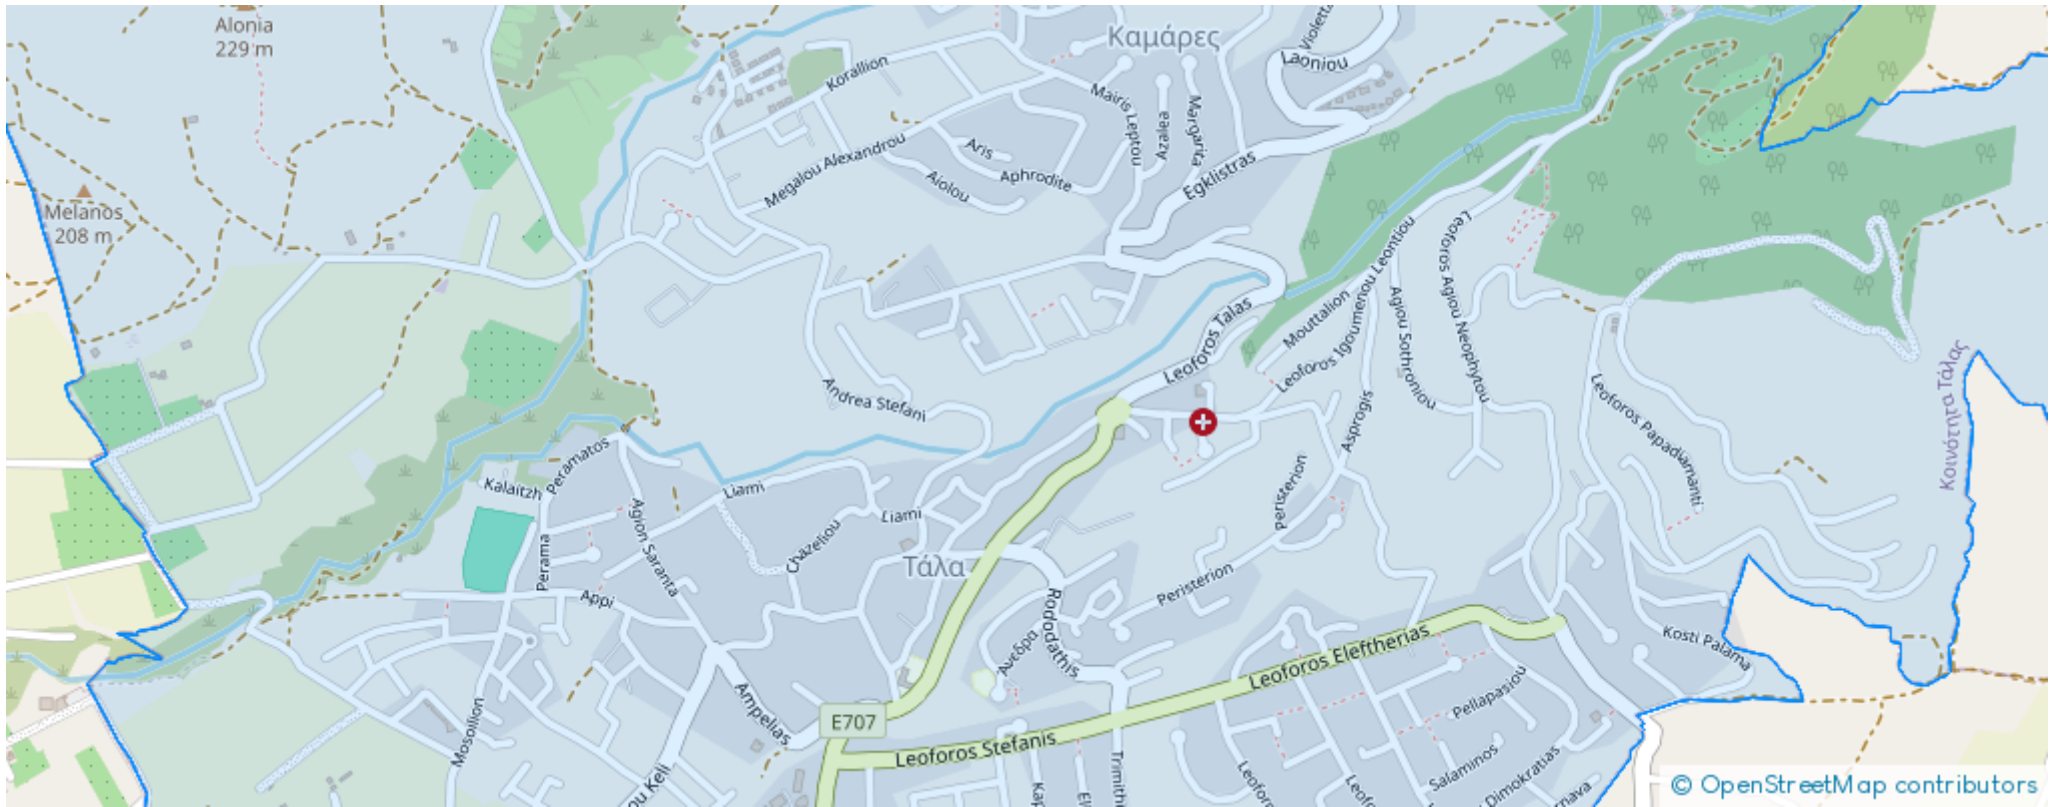 Alonia
229 m
Καμάρες
Violetta
Laoniou
Korallion
Mairis Leptou
Azelea
Margarita
Megalou Alexandrou
Aris
Aphrodite
Aiolou
Egklistras
Melanos
208 m
Leoforos Talas
Mouttalion
Leoforos Igoumenou Leontiou
Agiou Sothroniou
Leoforos Agiou Neophytou
Κοινότητα Τάλας
Leoforos Papadiamanti
Andrea Stefani
Asprogis
Peramatos
Kalaitzh
Liami
Liami
Peristerion
Agion Saranta
Chazeliou
Τάλα
Perama
Appi
Peristerion
Rododathis
Ανεδρα
Kosti Palama
Leoforos Eleftherias
Ampelias
Mosollion
E707
Leoforos Stefanis
Pellapasiou
Salaminos
Dimokratias
© OpenStreetMap contributors